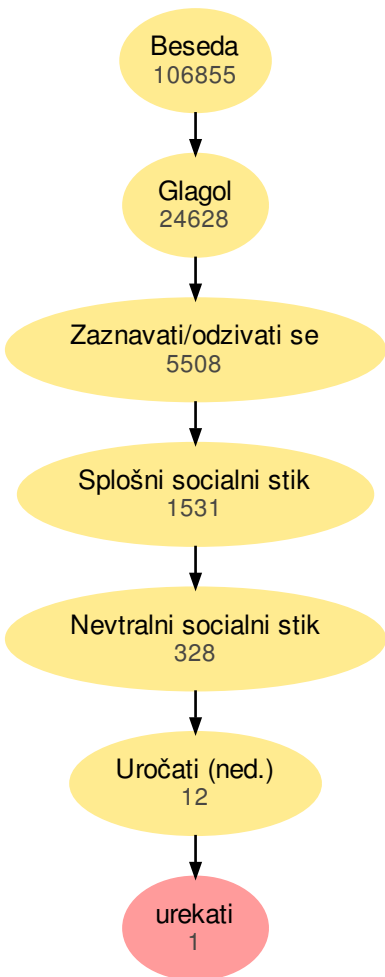 Beseda
106855
Glagol
24628
Zaznavati/odzivati se
5508
Splošni socialni stik
1531
Nevtralni socialni stik
328
Uročati (ned.)
12
urekati
1